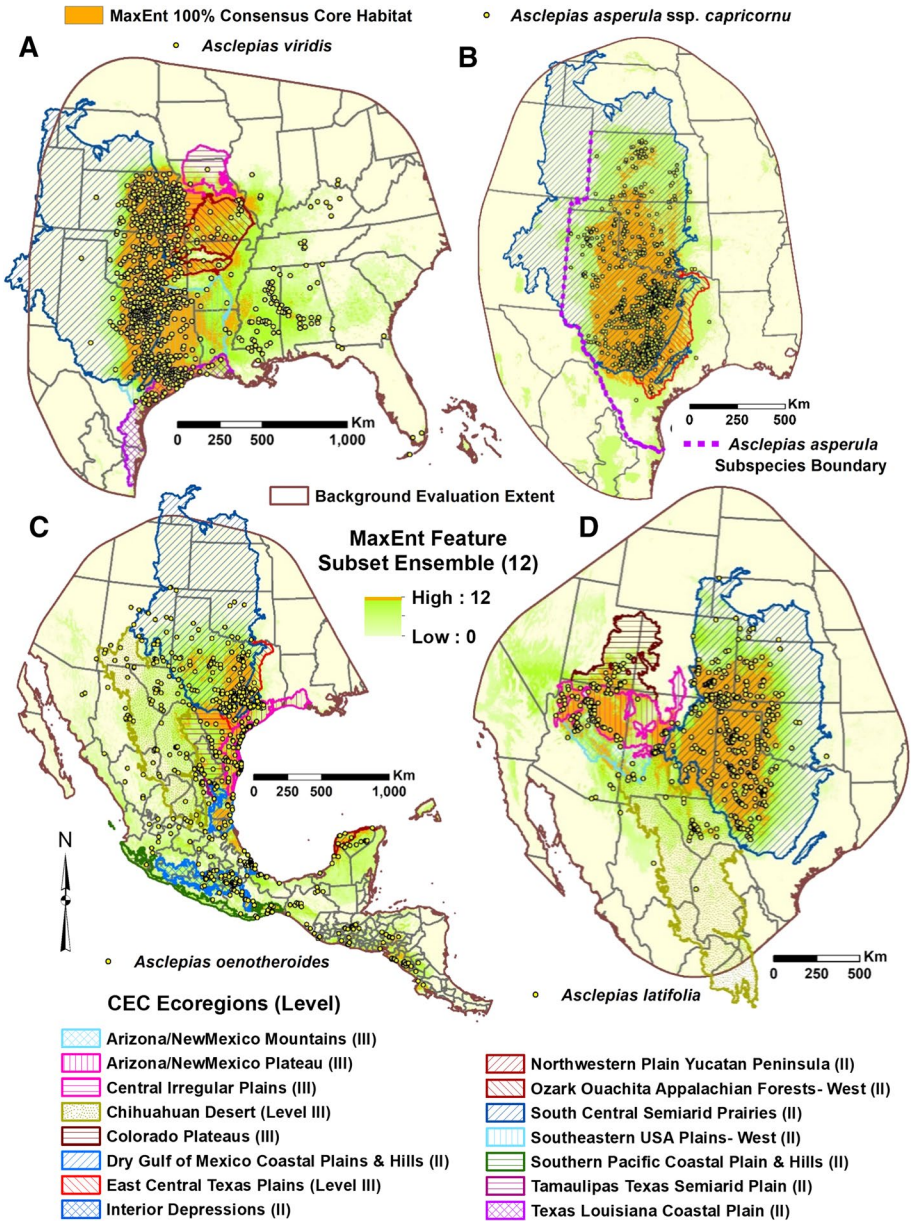 MaxEnt 100% Consensus Core Habitat
Asclepias asperula ssp. capricornu
Asclepias viridis
A
B
0 250 500 1,000 Km
0 250 500 Km
Asclepias asperula
Subspecies Boundary
Background Evaluation Extent
C
MaxEnt Feature
Subset Ensemble (12)
High : 12
Low : 0
D
0 250 500 1,000 Km
N
Asclepias oenotheroides
0 250 500 Km
Asclepias latifolia
CEC Ecoregions (Level)
Arizona/NewMexico Mountains (III)
Arizona/NewMexico Plateau (III)
Central Irregular Plains (III)
Chihuahuan Desert (Level III)
Colorado Plateaus (III)
Dry Gulf of Mexico Coastal Plains & Hills (II)
East Central Texas Plains (Level III)
Interior Depressions (II)
Northwestern Plain Yucatan Peninsula (II)
Ozark Ouachita Appalachian Forests- West (II)
South Central Semiarid Prairies (II)
Southeastern USA Plains- West (II)
Southern Pacific Coastal Plain & Hills (II)
Tamaulipas Texas Semiarid Plain (II)
Texas Louisiana Coastal Plain (II)